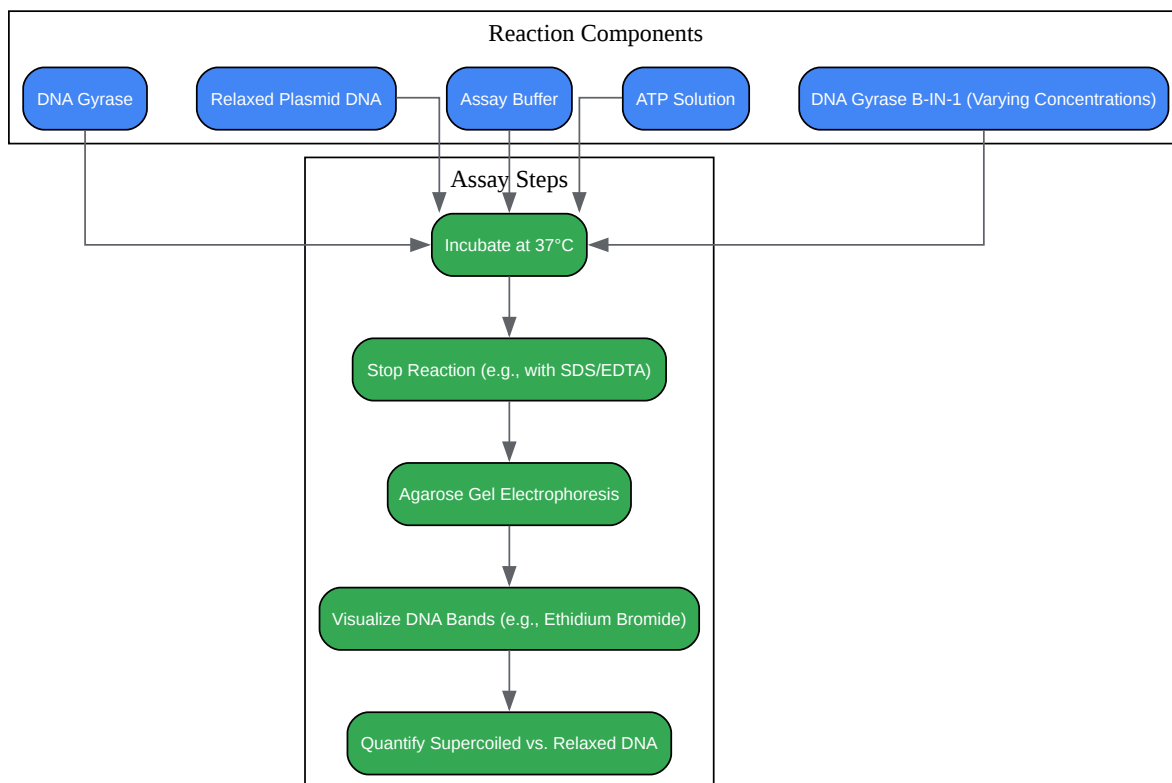 Reaction Components
DNA Gyrase
Relaxed Plasmid DNA
Assay Buffer
ATP Solution
DNA Gyrase B-IN-1 (Varying Concentrations)
Assay Steps
Incubate at 37°C
Stop Reaction (e.g., with SDS/EDTA)
Agarose Gel Electrophoresis
Visualize DNA Bands (e.g., Ethidium Bromide)
Quantify Supercoiled vs. Relaxed DNA